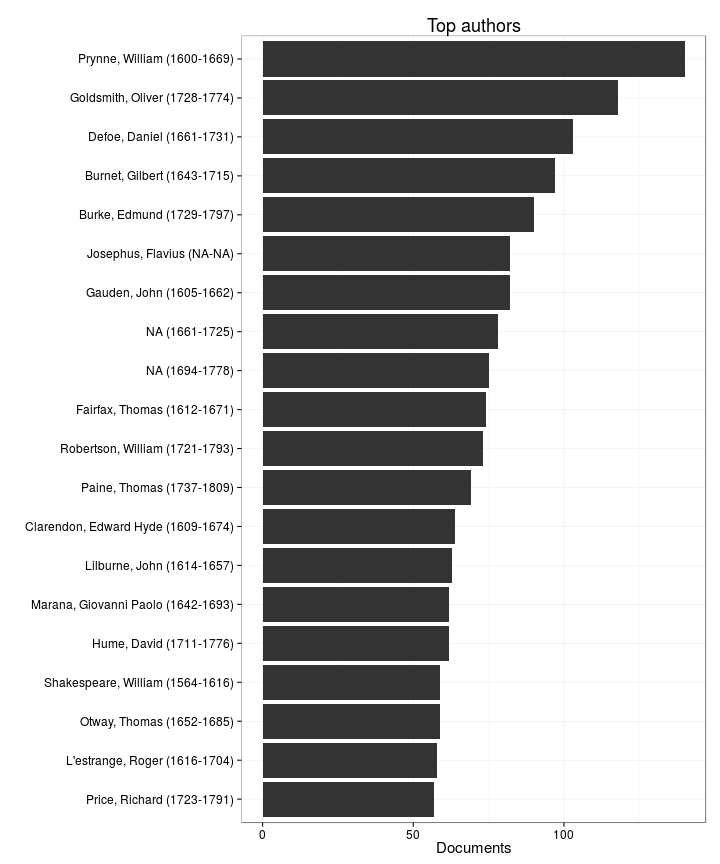 Top authors
Prynne, William (1600-1669)
Goldsmith, Oliver (1728-1774)
Defoe, Daniel (1661-1731)
Burnet, Gilbert (1643-1715)
Burke, Edmund (1729-1797)
Josephus, Flavius (NA-NA)
Gauden, John (1605-1662)
NA (1661-1725)
NA (1694-1778)
Fairfax, Thomas (1612-1671)
Robertson, William (1721-1793)
Paine, Thomas (1737-1809)
Clarendon, Edward Hyde (1609-1674)
Lilburne, John (1614-1657)
Marana, Giovanni Paolo (1642-1693)
Hume, David (1711-1776)
Shakespeare, William (1564-1616)
Otway, Thomas (1652-1685)
L'estrange, Roger (1616-1704)
Price, Richard (1723-1791)
0 50 100
Documents